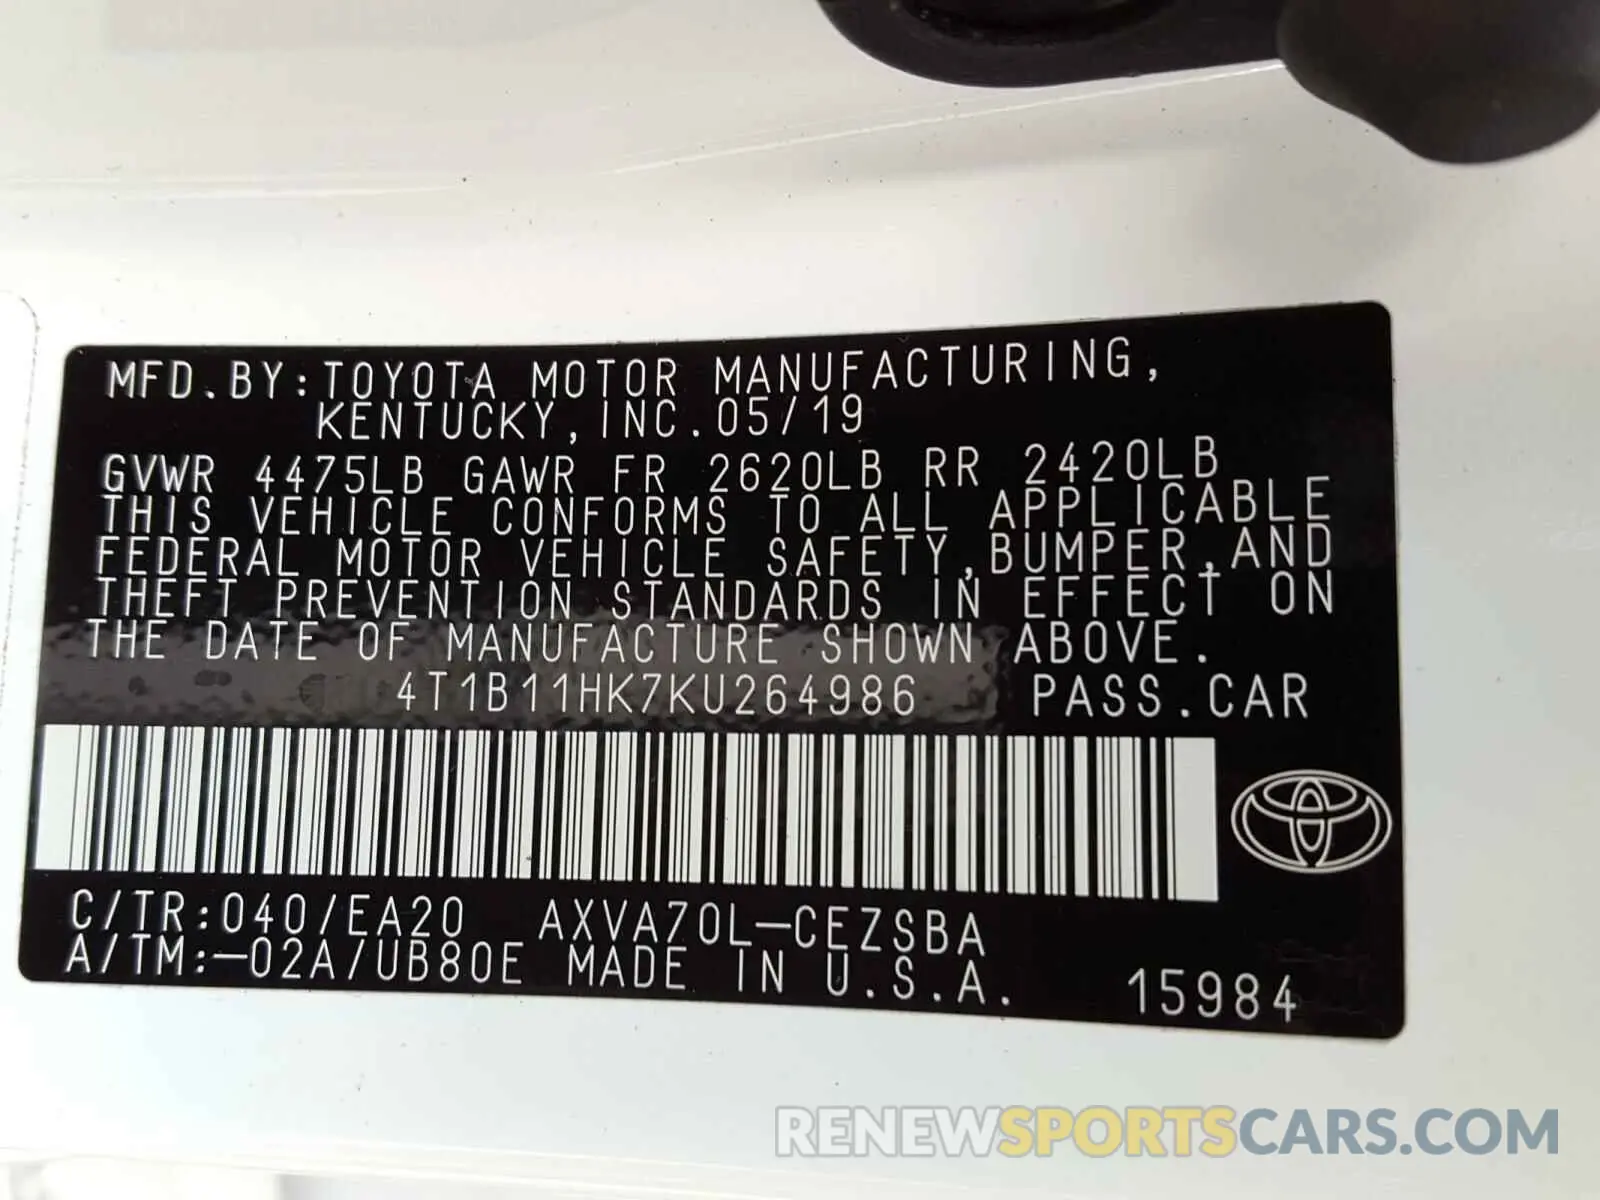 MFD.BY:TOYOTA MOTOR MANUFACTURING,
KENTUCKY,INC.05/19
GVWR 4475LB GAWR FR 2620LB RR 2420LB
THIS VEHICLE CONFORMS TO ALL APPLICABLE
FEDERAL MOTOR VEHICLE SAFETY,BUMPER,AND
THEFT PREVENTION STANDARDS IN EFFECT ON
THE DATE OF MANUFACTURE SHOWN ABOVE.
4T1B11HK7KU264986 PASS.CAR
C/TR:040/EA20 AXVA70L-CEZSBA
A/TM:-02A/UB80E MADE IN U.S.A. 15984
RENEWSPORTSCARS.COM